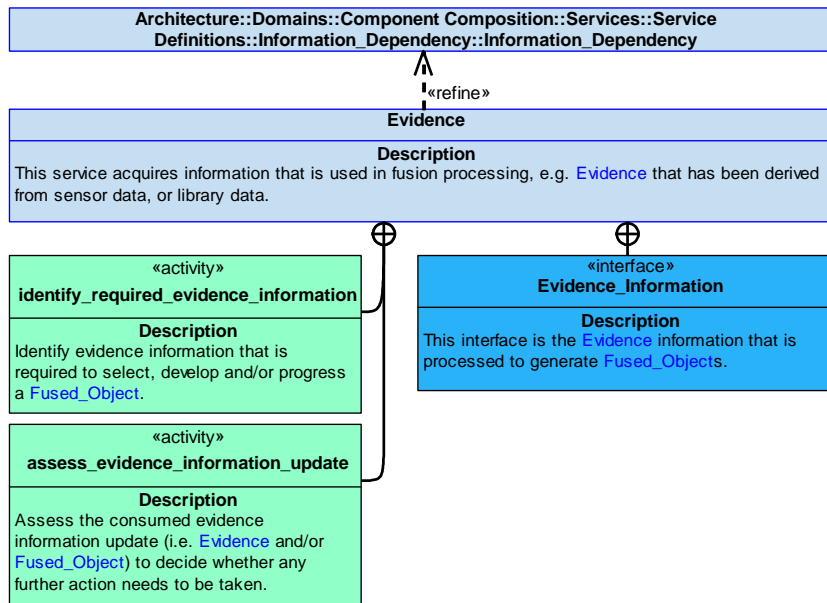 Architecture::Domains::Component Composition::Services::Service
Definitions::Information_Dependency::Information_Dependency
«refine»
Evidence
Description
This service acquires information that is used in fusion processing, e.g. Evidence that has been derived
from sensor data, or library data.
«activity»
identify_required_evidence_information
Description
Identify evidence information that is
required to select, develop and/or progress
a Fused_Object.
«interface»
Evidence_Information
Description
This interface is the Evidence information that is
processed to generate Fused_Objects.
«activity»
assess_evidence_information_update
Description
Assess the consumed evidence
information update (i.e. Evidence and/or
Fused_Object) to decide whether any
further action needs to be taken.